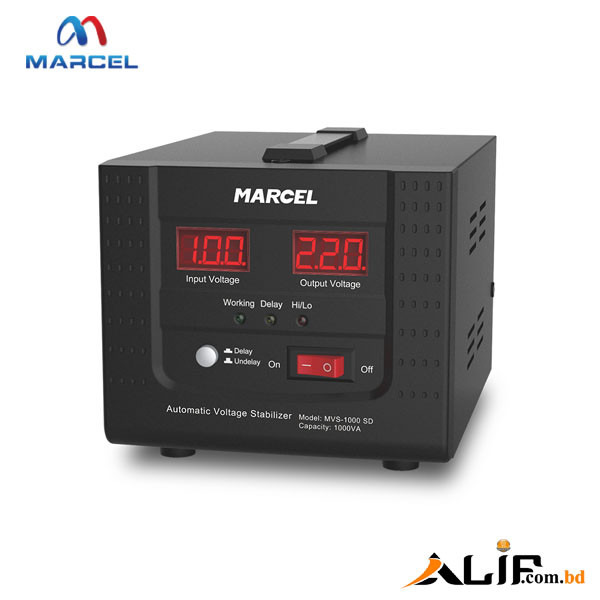 MARCEL
MARCEL
1.0.0. 2.2.0.
Input Voltage Output Voltage
Working Delay Hi/Lo
Delay
Undelay
On Off
Automatic Voltage Stabilizer
Model: MVS-1000 SD
Capacity: 1000VA
ALIF.com.bd